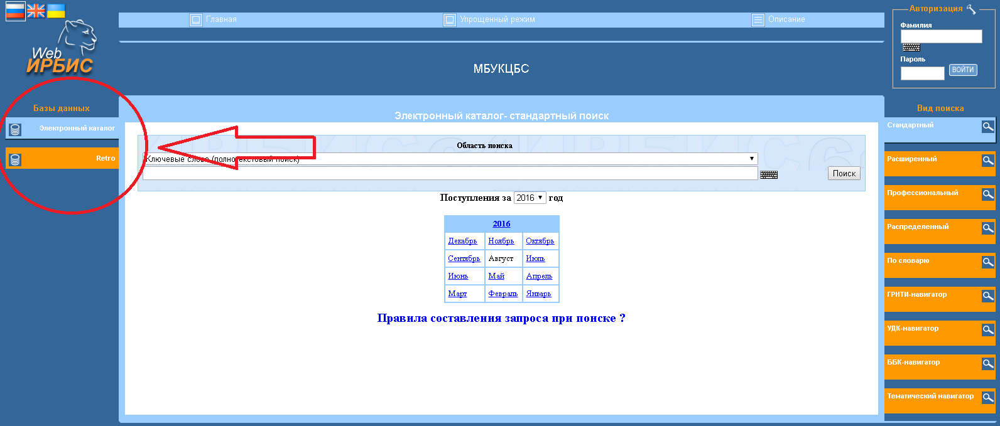 Главная
Упрощенный режим
Описание
Web
ИРБИС
МБУКЦБС
Авторизация
Фамилия
Пароль
ВОЙТИ
Базы данных
Электронный каталог
Retro
Электронный каталог- стандартный поиск
Область поиска
Ключевые слова (полнотекстовый поиск)
Поиск
Поступления за 2016 год
2016
Декабрь Ноябрь Октябрь
Сентябрь Август Июль
Июнь Май Апрель
Март Февраль Январь
Правила составления запроса при поиске ?
Вид поиска
Стандартный
Расширенный
Профессиональный
Распределенный
По словарю
ГРНТИ-навигатор
УДК-навигатор
ББК-навигатор
Тематический навигатор